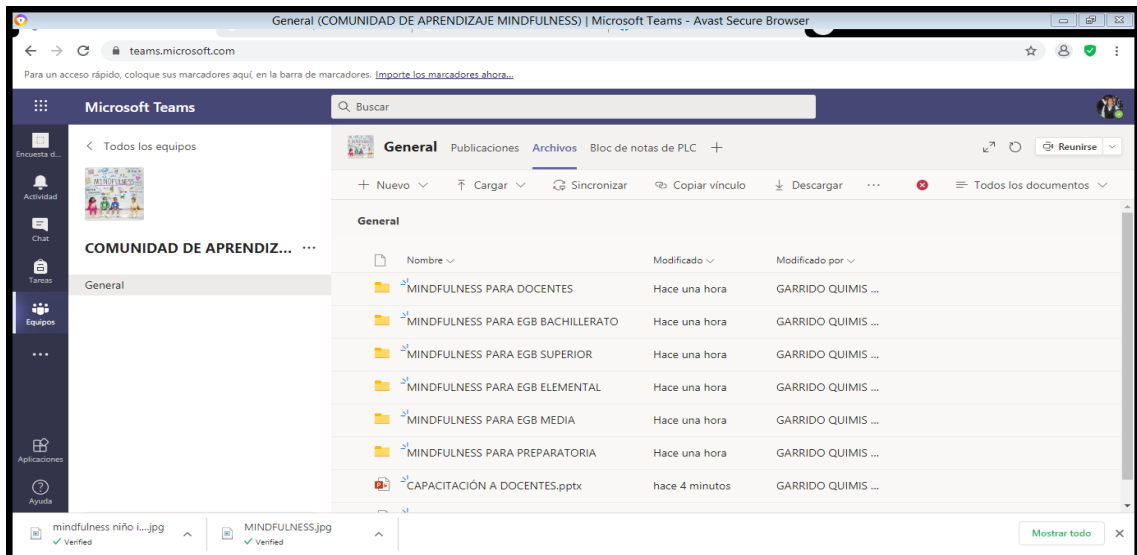 General (COMUNIDAD DE APRENDIZAJE MINDFULNESS) | Microsoft Teams - Avast Secure Browser
teams.microsoft.com
Para un acceso rápido, coloque sus marcadores aquí, en la barra de marcadores. Importe los marcadores ahora...
Microsoft Teams
Buscar
Encuesta d...
Actividad
Chat
Tareas
Equipos
Aplicaciones
Ayuda
Todos los equipos
MINDFULNESS
COMUNIDAD DE APRENDIZ... ···
General
General Publicaciones Archivos Bloc de notas de PLC +
Reunirse
+ Nuevo Cargar Sincronizar Copiar vínculo Descargar ··· Todos los documentos
General
Nombre Modificado Modificado por
MINDFULNESS PARA DOCENTES Hace una hora GARRIDO QUIMIS ...
MINDFULNESS PARA EGB BACHILLERATO Hace una hora GARRIDO QUIMIS ...
MINDFULNESS PARA EGB SUPERIOR Hace una hora GARRIDO QUIMIS ...
MINDFULNESS PARA EGB ELEMENTAL Hace una hora GARRIDO QUIMIS ...
MINDFULNESS PARA EGB MEDIA Hace una hora GARRIDO QUIMIS ...
MINDFULNESS PARA PREPARATORIA Hace una hora GARRIDO QUIMIS ...
CAPACITACIÓN A DOCENTES.pptx hace 4 minutos GARRIDO QUIMIS ...
mindfulness niño i....jpg
Verified
MINDFULNESS.jpg
Verified
Mostrar todo